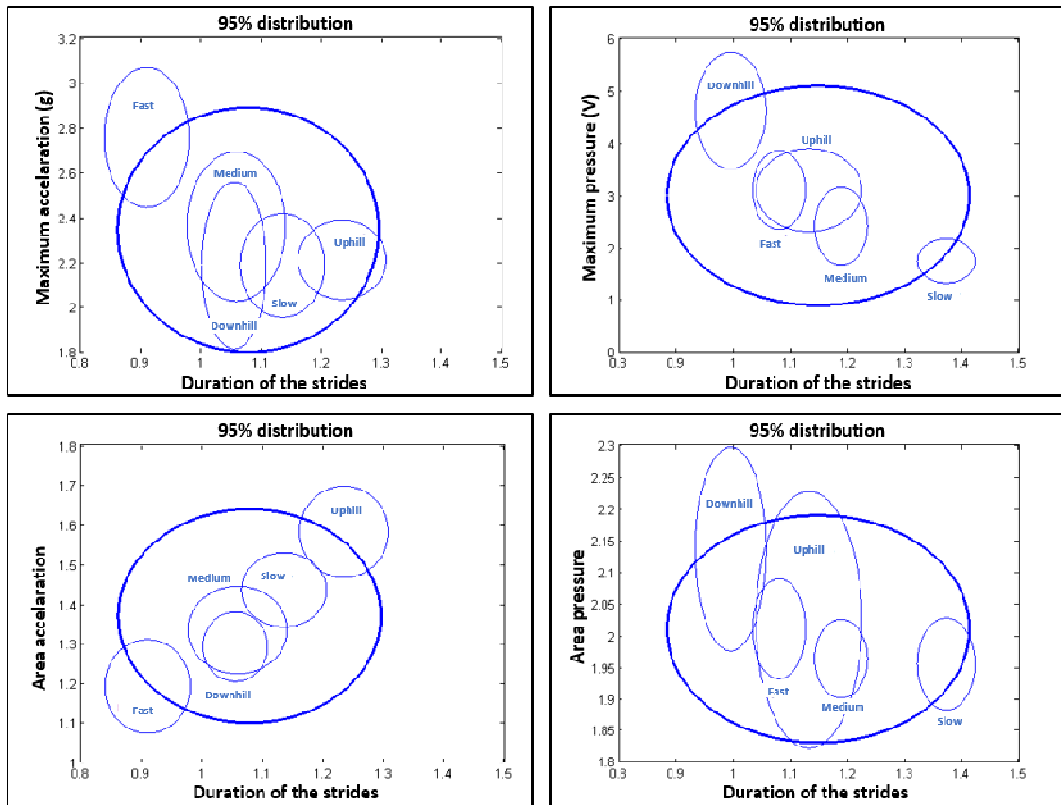 95% distribution
3.2
3
2.8
2.6
2.4
2.2
2
1.8
Maximum accelaration (g)
Fast
Medium
Uphill
Slow
Downhill
0.8 0.9 1 1.1 1.2 1.3 1.4 1.5
Duration of the strides
95% distribution
6
5
4
3
2
1
0
Maximum pressure (V)
Downhill
Uphill
Fast
Medium
Slow
0.3 0.9 1 1.1 1.2 1.3 1.4 1.5
Duration of the strides
95% distribution
1.8
1.7
1.6
1.5
1.4
1.3
1.2
1.1
1
Area accelaration
Uphill
Medium
Slow
Downhill
Fast
0.8 0.9 1 1.1 1.2 1.3 1.4 1.5
Duration of the strides
95% distribution
2.3
2.25
2.2
2.15
2.1
2.05
2
1.95
1.9
1.85
1.8
Area pressure
Downhill
Uphill
Fast
Medium
Slow
0.3 0.9 1 1.1 1.2 1.3 1.4 1.5
Duration of the strides